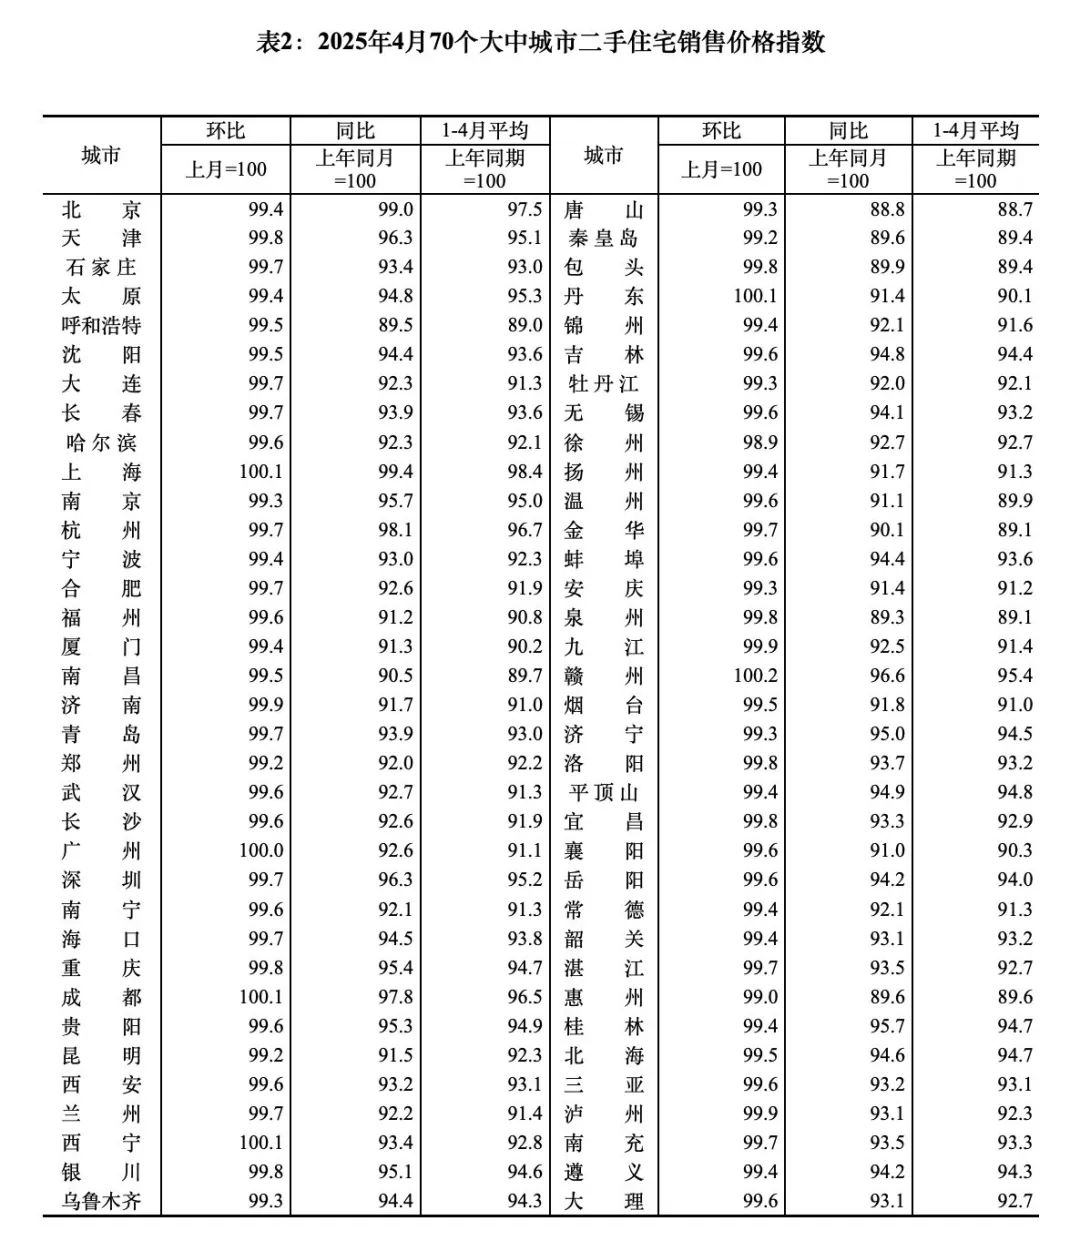 表2：2025年4月70个大中城市二手住宅销售价格指数
城市 环比 同比 1-4月平均 城市 环比 同比 1-4月平均
上月=100 上年同月=100 上年同期=100 上月=100 上年同月=100 上年同期=100
北京 99.4 99.0 97.5 唐山 99.3 88.8 88.7
天津 99.8 96.3 95.1 秦皇岛 99.2 89.6 89.4
石家庄 99.7 93.4 93.0 包头 99.8 89.9 89.4
太原 99.4 94.8 95.3 丹东 100.1 91.4 90.1
呼和浩特 99.5 89.5 89.0 锦州 99.4 92.1 91.6
沈阳 99.5 94.4 93.6 吉林 99.6 94.8 94.4
大连 99.7 92.3 91.3 牡丹江 99.3 92.0 92.1
长春 99.7 93.9 93.6 无锡 99.6 94.1 93.2
哈尔滨 99.6 92.3 92.1 徐州 98.9 92.7 92.7
上海 100.1 99.4 98.4 扬州 99.4 91.7 91.3
南京 99.3 95.7 95.0 温州 99.6 91.1 89.9
杭州 99.7 98.1 96.7 金华 99.7 90.1 89.1
宁波 99.4 93.0 92.3 蚌埠 99.6 94.4 93.6
合肥 99.7 92.6 91.9 安庆 99.3 91.4 91.2
福州 99.6 91.2 90.8 泉州 99.8 89.3 89.1
厦门 99.4 91.3 90.2 九江 99.9 92.5 91.4
南昌 99.5 90.5 89.7 赣州 100.2 96.6 95.4
济南 99.9 91.7 91.0 烟台 99.5 91.8 91.0
青岛 99.7 93.9 93.0 济宁 99.3 95.0 94.5
郑州 99.2 92.0 92.2 洛阳 99.8 93.7 93.2
武汉 99.6 92.7 91.3 平顶山 99.4 94.9 94.8
长沙 99.6 92.6 91.9 宜昌 99.8 93.3 92.9
广州 100.0 92.6 91.1 襄阳 99.6 91.0 90.3
深圳 99.7 96.3 95.2 岳阳 99.6 94.2 94.0
南宁 99.6 92.1 91.3 常德 99.4 92.1 91.3
海口 99.7 94.5 93.8 韶关 99.4 93.1 93.2
重庆 99.8 95.4 94.7 湛江 99.7 93.5 92.7
成都 100.1 97.8 96.5 惠州 99.0 89.6 89.6
贵阳 99.6 95.3 94.9 桂林 99.4 95.7 94.7
昆明 99.2 91.5 92.3 北海 99.5 94.6 94.7
西安 99.6 93.2 93.1 三亚 99.6 93.2 93.1
兰州 99.7 92.2 91.4 泸州 99.9 93.1 92.3
西宁 100.1 93.4 92.8 南充 99.7 93.5 93.3
银川 99.8 95.1 94.6 遵义 99.4 94.2 94.3
乌鲁木齐 99.3 94.4 94.3 大理 99.6 93.1 92.7